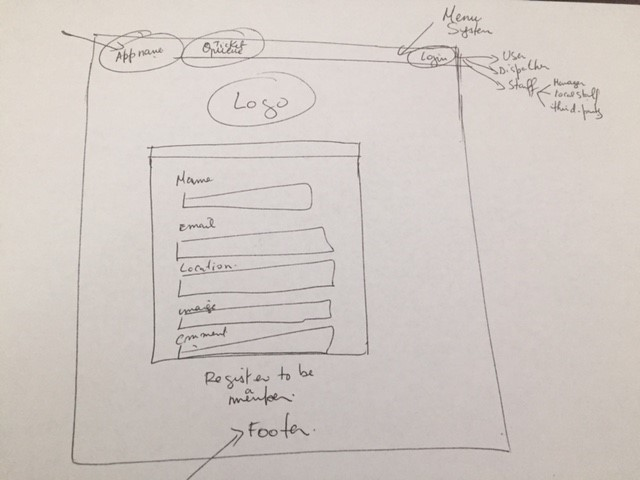 Menu
System
App name
Ticket
Queue
Login
User
Dispatcher
Staff
Manager
local staff
third-party
Logo
Name
email
Location.
image
comment
Register to be
a
member.
Footer.